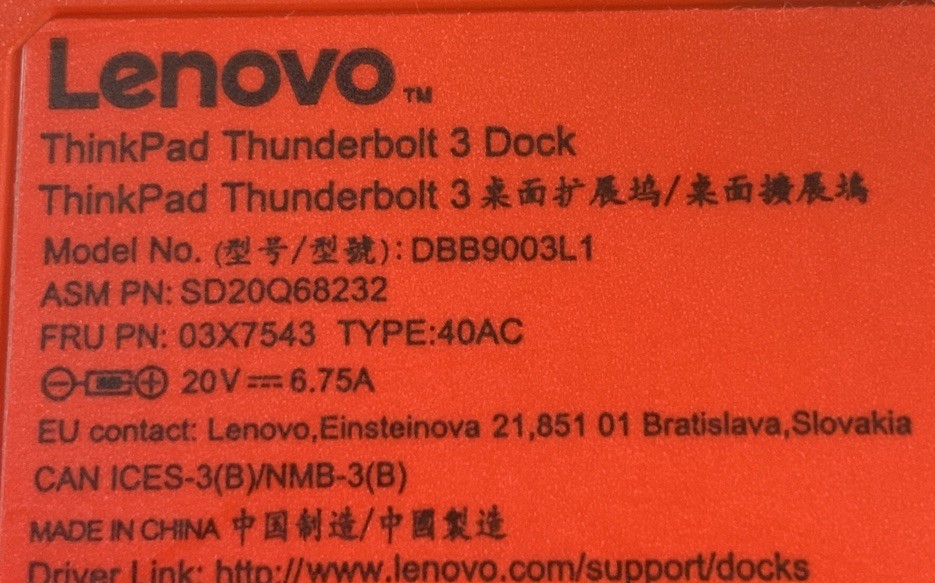 Lenovo™
ThinkPad Thunderbolt 3 Dock
ThinkPad Thunderbolt 3 桌面扩展坞/桌面擴展塢
Model No. (型号/型號): DBB9003L1
ASM PN: SD20Q68232
FRU PN: 03X7543 TYPE:40AC
20V⎓6.75A
EU contact: Lenovo,Einsteinova 21,851 01 Bratislava,Slovakia
CAN ICES-3(B)/NMB-3(B)
MADE IN CHINA 中国制造/中國製造
Driver Link: http://www.lenovo.com/support/docks